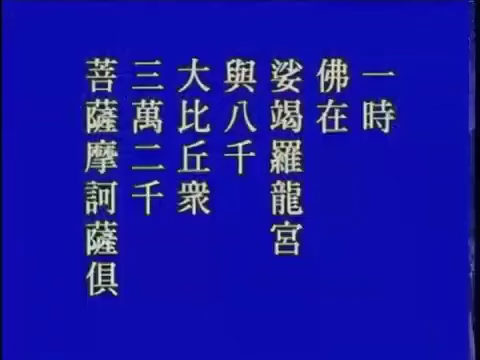 一時
佛在
娑竭羅龍宮
與八千
大比丘衆
三萬二千
菩薩摩訶薩俱